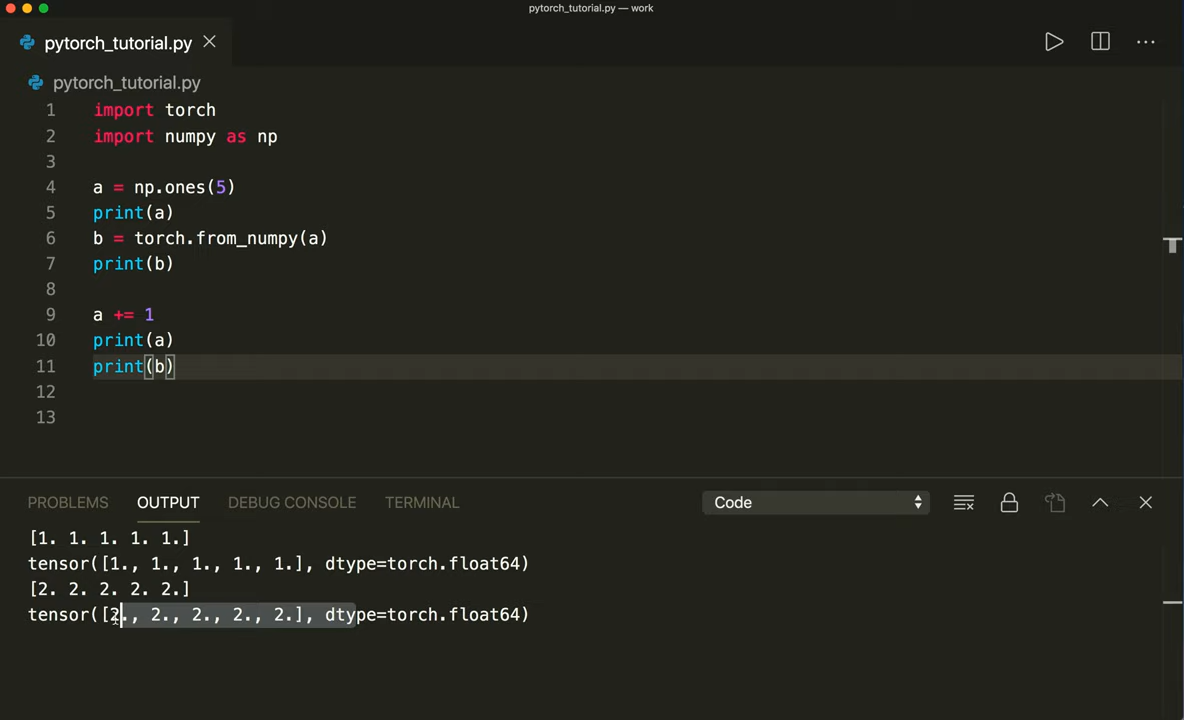 pytorch_tutorial.py — work
pytorch_tutorial.py
pytorch_tutorial.py
1 import torch
2 import numpy as np
3
4 a = np.ones(5)
5 print(a)
6 b = torch.from_numpy(a)
7 print(b)
8
9 a += 1
10 print(a)
11 print(b)
12
13
PROBLEMS OUTPUT DEBUG CONSOLE TERMINAL Code
[1. 1. 1. 1. 1.]
tensor([1., 1., 1., 1., 1.], dtype=torch.float64)
[2. 2. 2. 2. 2.]
tensor([2., 2., 2., 2., 2.], dtype=torch.float64)